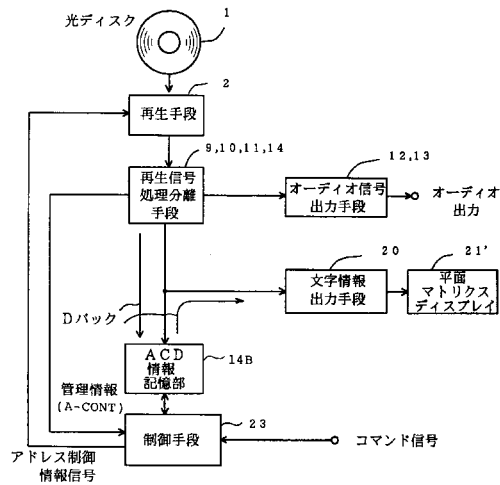 光ディスク
1
2
再生手段
9,10,11,14
再生信号
処理分離
手段
12,13
オーディオ信号
出力手段
オーディオ
出力
20
文字情報
出力手段
21'
平面
マトリクス
ディスプレイ
Dパック
ACD
情報
記憶部
14B
管理情報
(A-CONT)
23
制御手段
コマンド信号
アドレス制御
情報信号